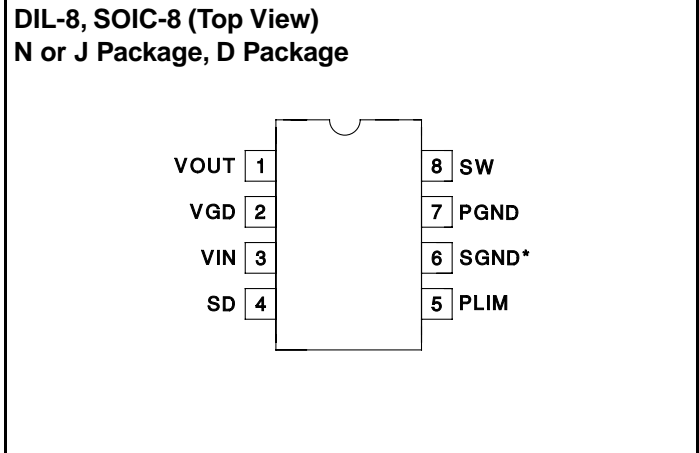 DIL-8, SOIC-8 (Top View)
N or J Package, D Package
VOUT 1 8 SW
VGD 2 7 PGND
VIN 3 6 SGND*
SD 4 5 PLIM